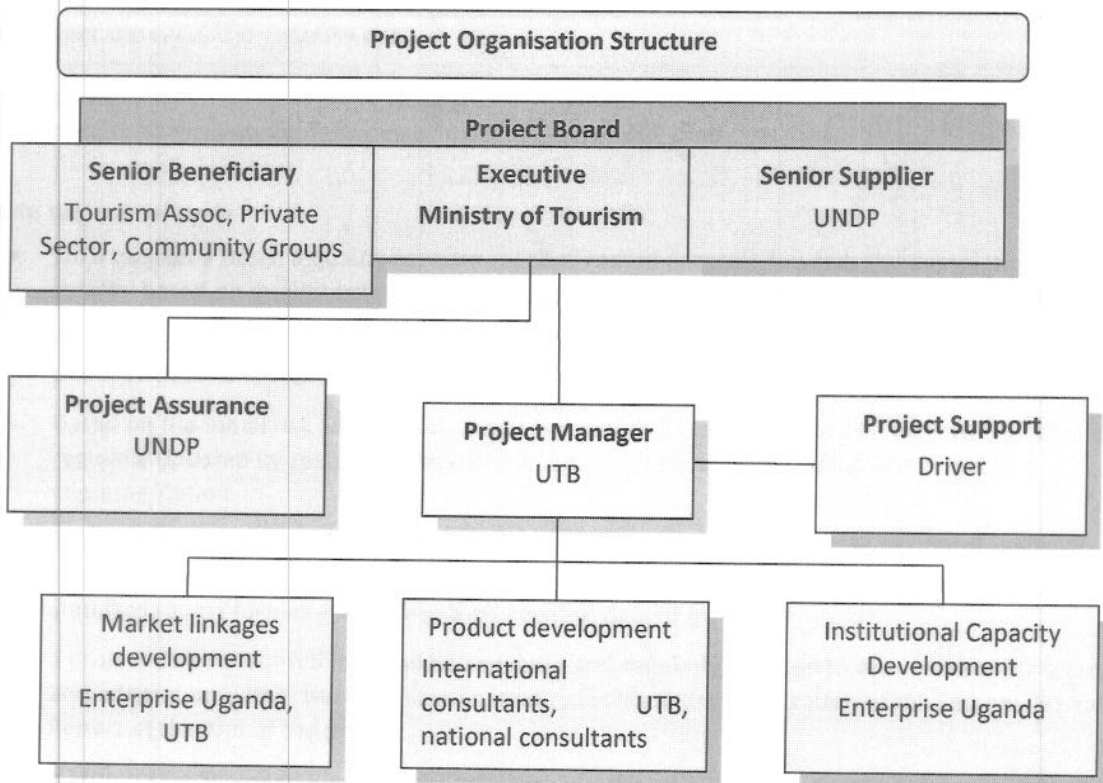 Project Organisation Structure
Project Board
Senior Beneficiary
Tourism Assoc, Private
Sector, Community Groups
Executive
Ministry of Tourism
Senior Supplier
UNDP
Project Assurance
UNDP
Project Manager
UTB
Project Support
Driver
Market linkages
development
Enterprise Uganda,
UTB
Product development
International
consultants, UTB,
national consultants
Institutional Capacity
Development
Enterprise Uganda